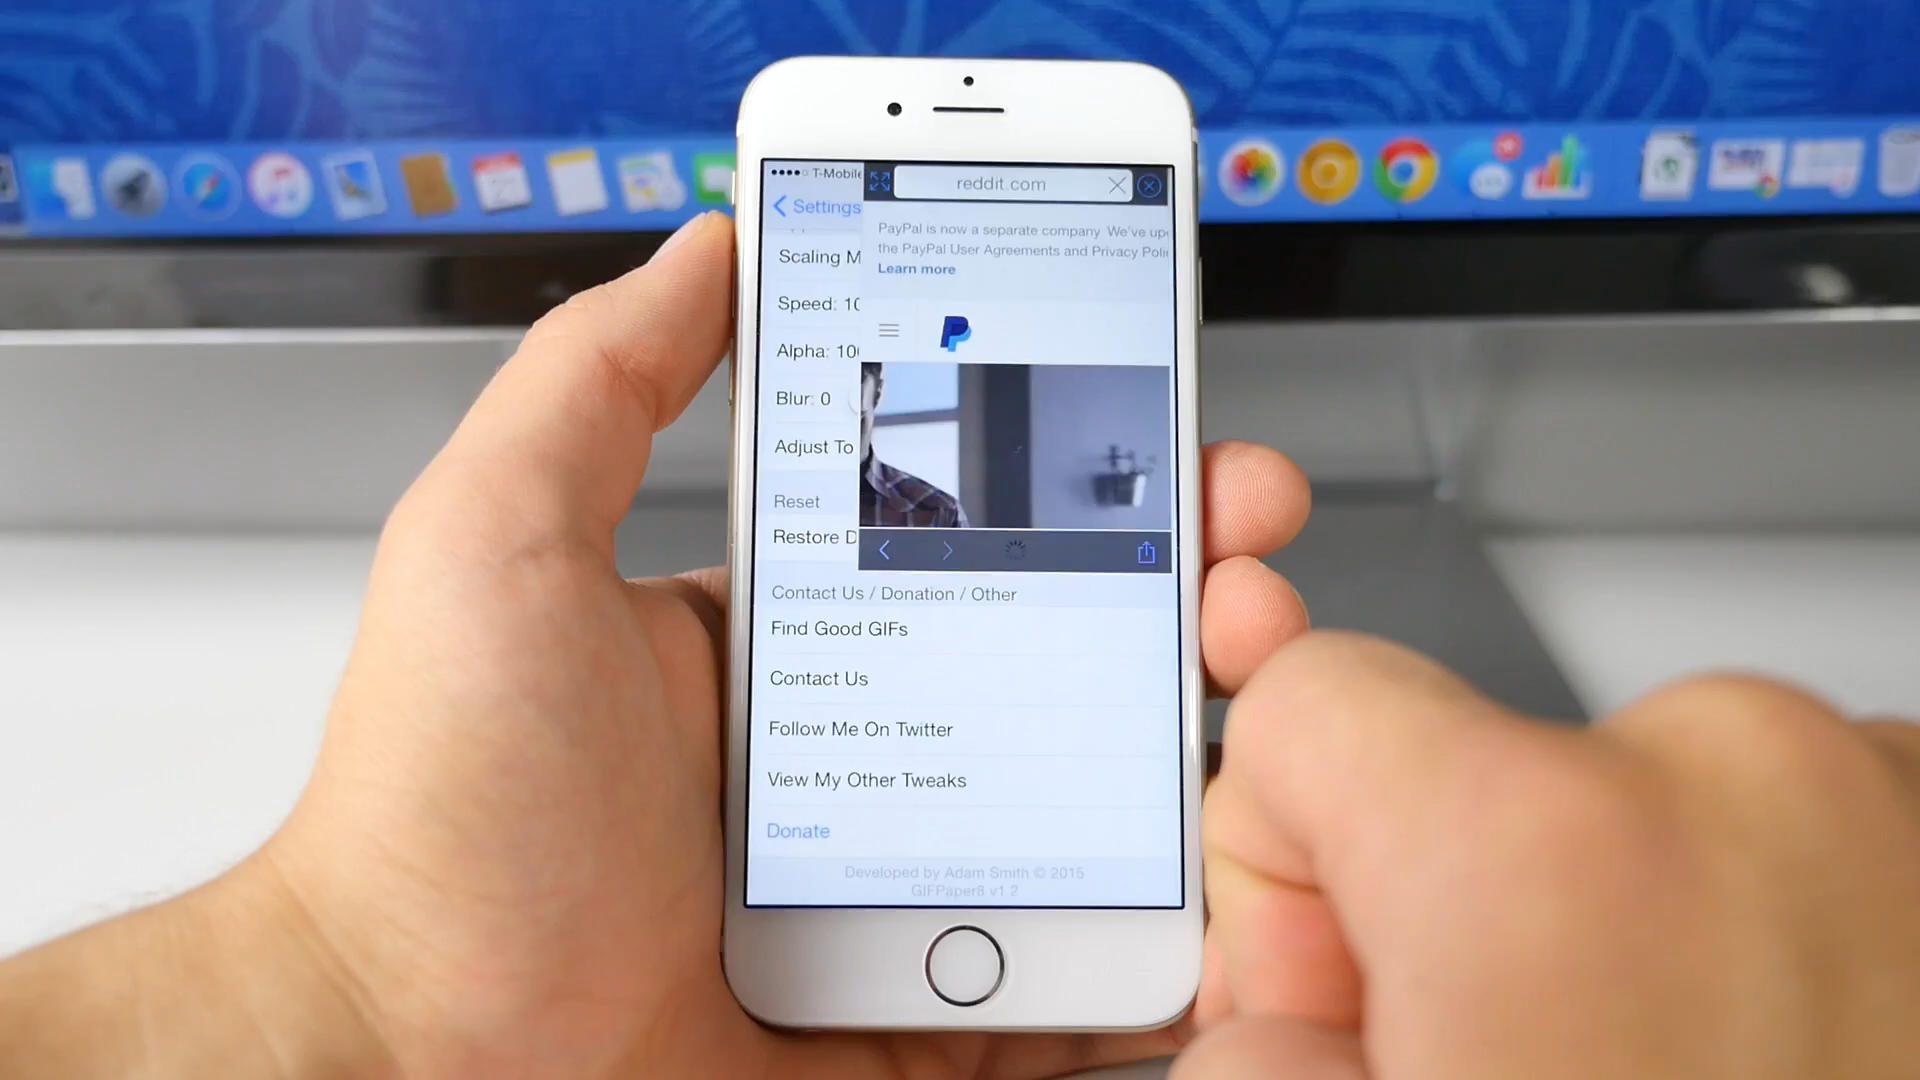 T-Mobile
reddit.com
Settings
PayPal is now a separate company. We've up
the PayPal User Agreements and Privacy Poli
Learn more
Scaling M
Speed: 10
Alpha: 10
Blur: 0
Adjust To
Reset
Restore D
Contact Us / Donation / Other
Find Good GIFs
Contact Us
Follow Me On Twitter
View My Other Tweaks
Donate
Developed by Adam Smith © 2015
GIFPaper8 v1.2